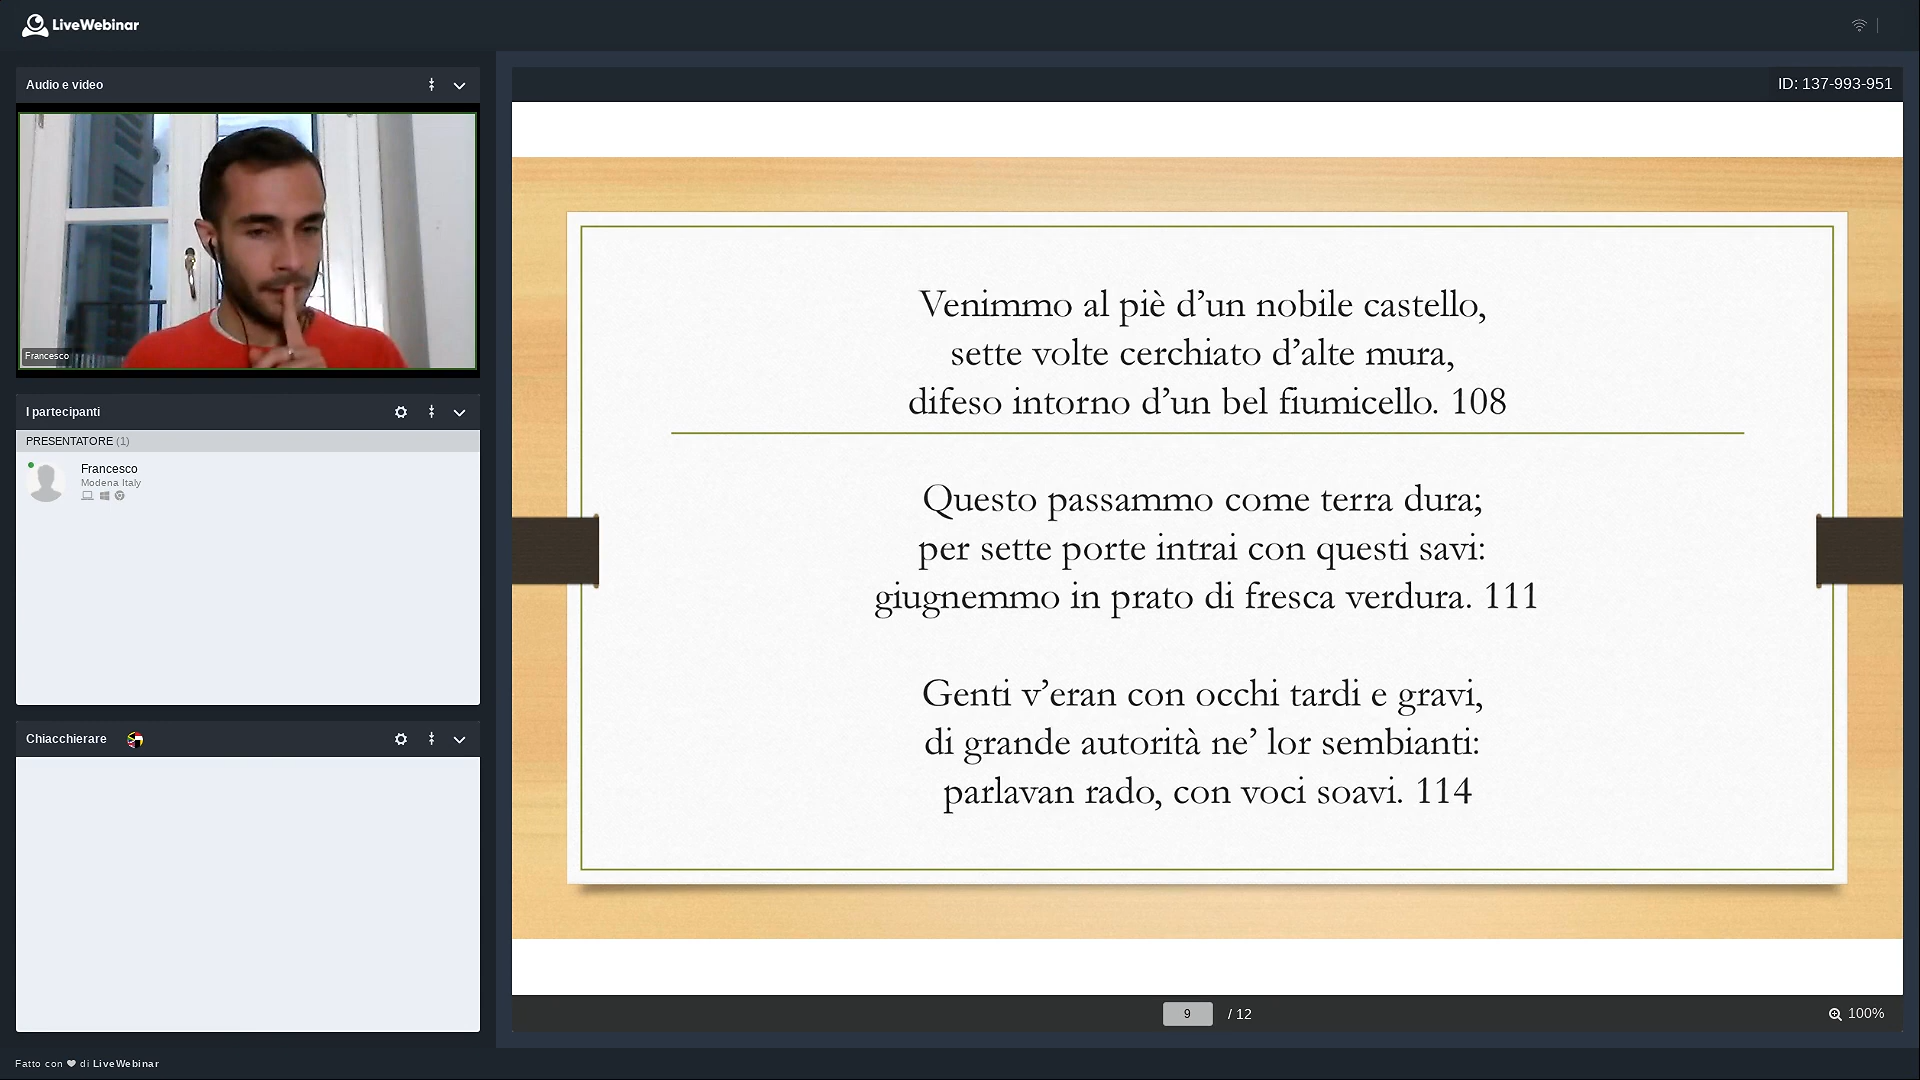 LiveWebinar
Audio e video
Francesco
I partecipanti
PRESENTATORE (1)
Francesco
Modena Italy
Chiacchierare
ID: 137-993-951
Venimmo al piè d’un nobile castello,
sette volte cerchiato d’alte mura,
difeso intorno d’un bel fiumicello. 108
Questo passammo come terra dura;
per sette porte intrai con questi savi:
giugnemmo in prato di fresca verdura. 111
Genti v’eran con occhi tardi e gravi,
di grande autorità ne’ lor sembianti:
parlavan rado, con voci soavi. 114
9 / 12
100%
Fatto con ❤ di LiveWebinar